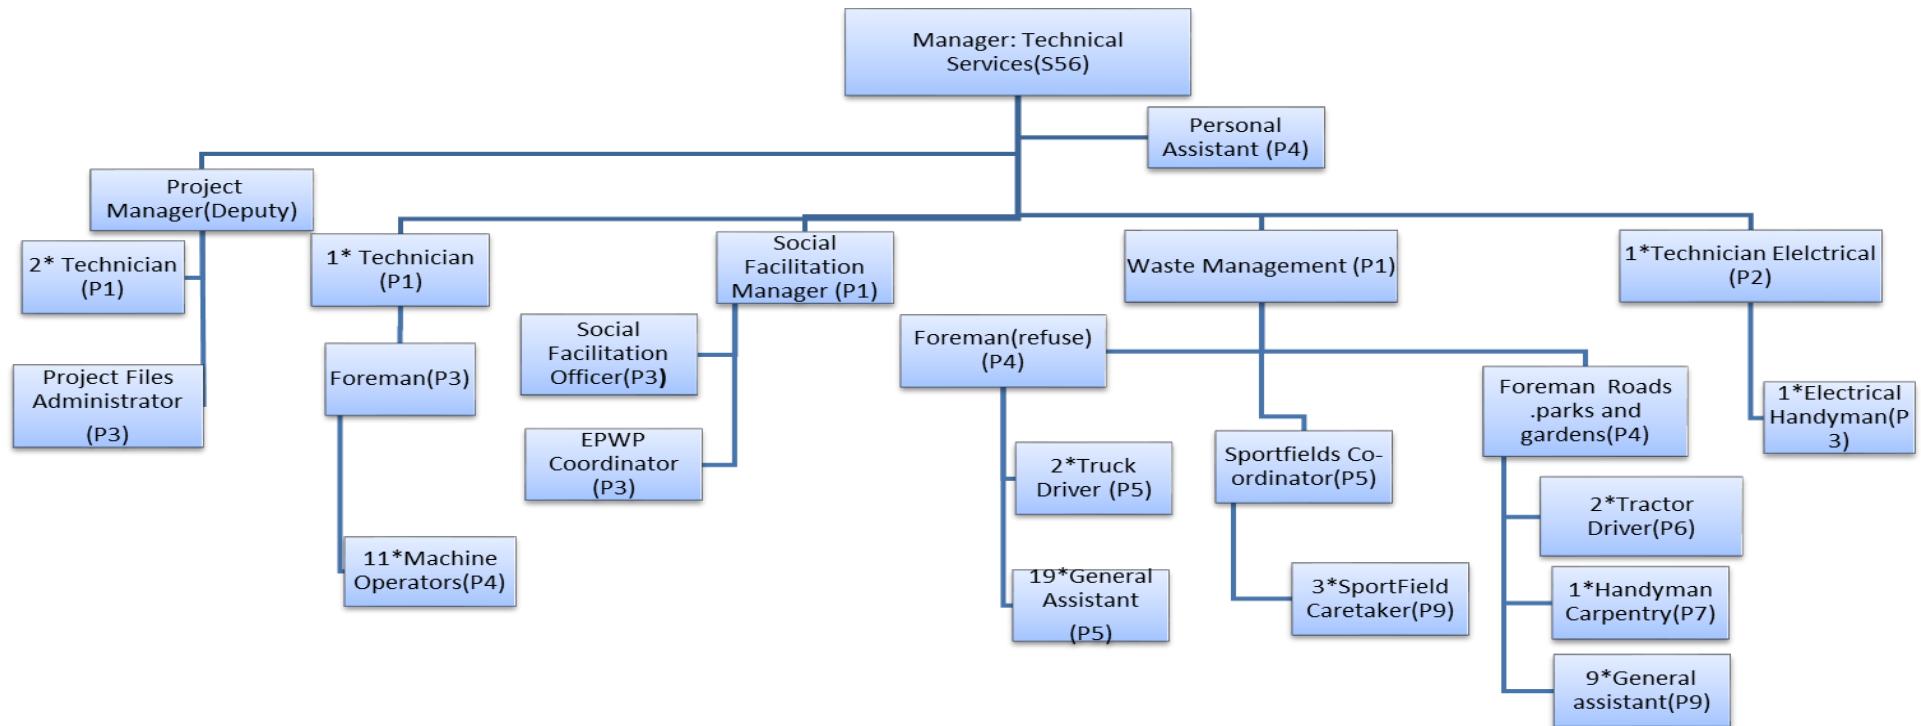 Manager: Technical
Services(S56)
Personal
Assistant (P4)
Project
Manager(Deputy)
2* Technician
(P1)
Project Files
Administrator
(P3)
1* Technician
(P1)
Foreman(P3)
11*Machine
Operators(P4)
Social
Facilitation
Manager (P1)
Social
Facilitation
Officer(P3)
EPWP
Coordinator
(P3)
Waste Management (P1)
Foreman(refuse)
(P4)
2*Truck
Driver (P5)
19*General
Assistant
(P5)
Sportfields Co-
ordinator(P5)
3*SportField
Caretaker(P9)
Foreman  Roads
.parks and
gardens(P4)
2*Tractor
Driver(P6)
1*Handyman
Carpentry(P7)
9*General
assistant(P9)
1*Technician Elelctrical
(P2)
1*Electrical
Handyman(P
3)